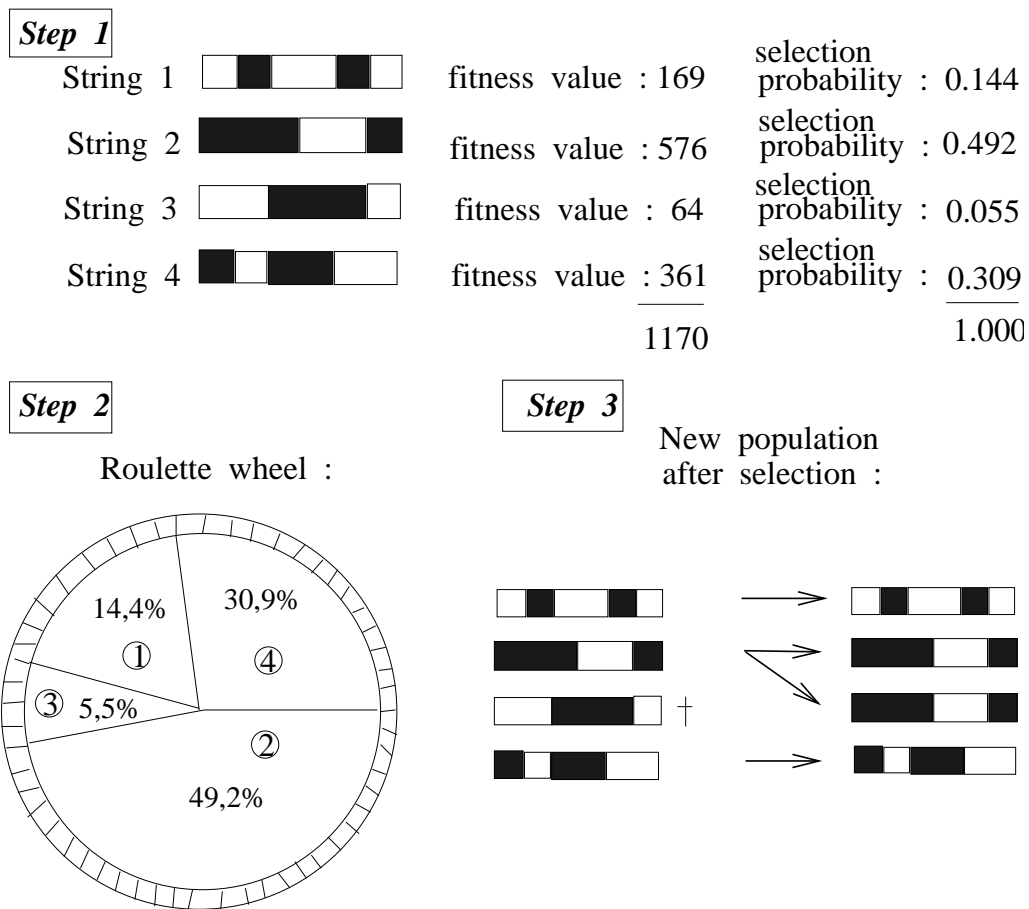 Step 1
String 1 fitness value : 169 selection probability : 0.144
String 2 fitness value : 576 selection probability : 0.492
String 3 fitness value : 64 selection probability : 0.055
String 4 fitness value : 361 selection probability : 0.309
1170 1.000
Step 2
Roulette wheel :
14,4%
30,9%
1
4
3 5,5%
2
49,2%
Step 3
New population
after selection :
†